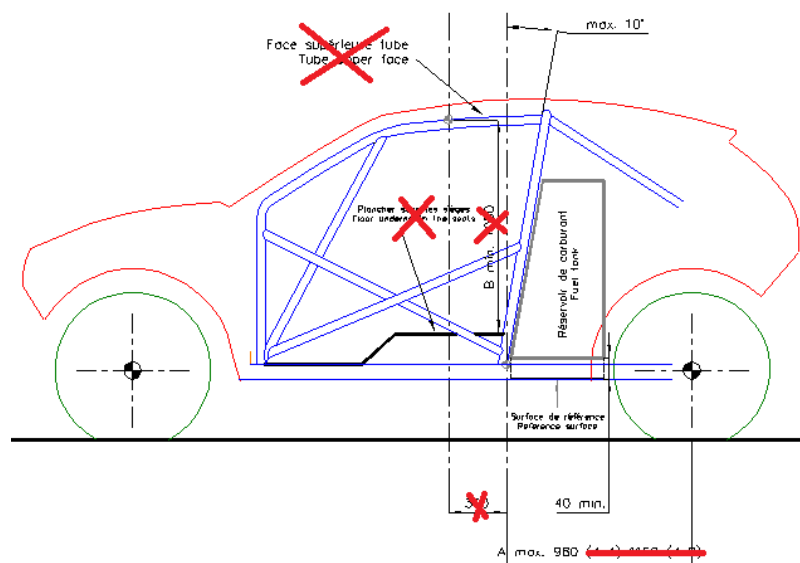 max. 10°
Face supérieure tube
Tube upper face
Plancher sous les sièges
Floor underneath the seats
B min.
Réservoir de carburant
Fuel tank
Surface de référence
Reference surface
40 min.
A max. 980